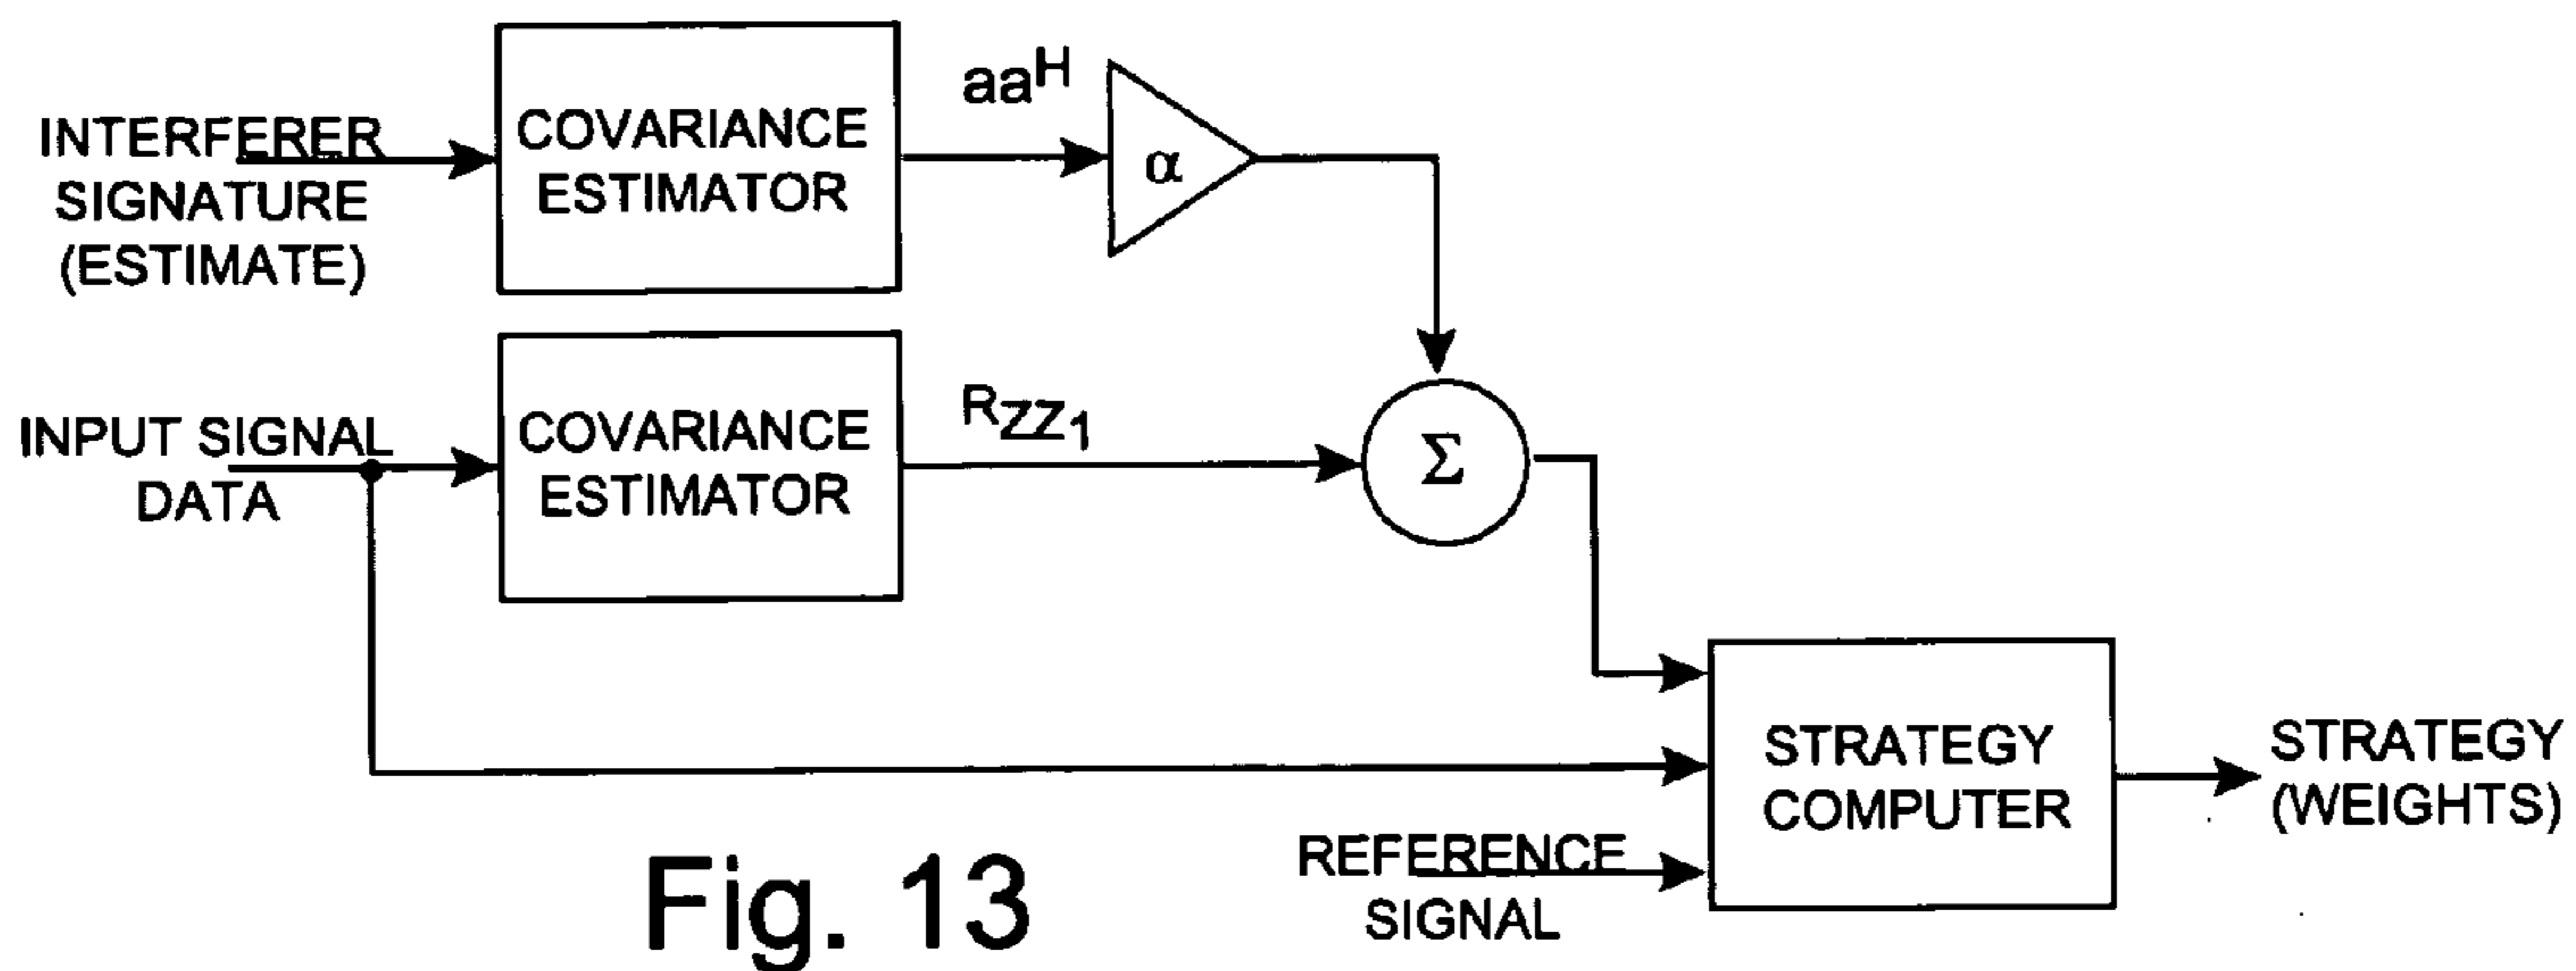 INTERFERER
SIGNATURE
(ESTIMATE)
COVARIANCE
ESTIMATOR
aa^H
α
INPUT SIGNAL
DATA
COVARIANCE
ESTIMATOR
R_ZZ_1
Σ
STRATEGY
COMPUTER
REFERENCE
SIGNAL
STRATEGY
(WEIGHTS)
Fig. 13